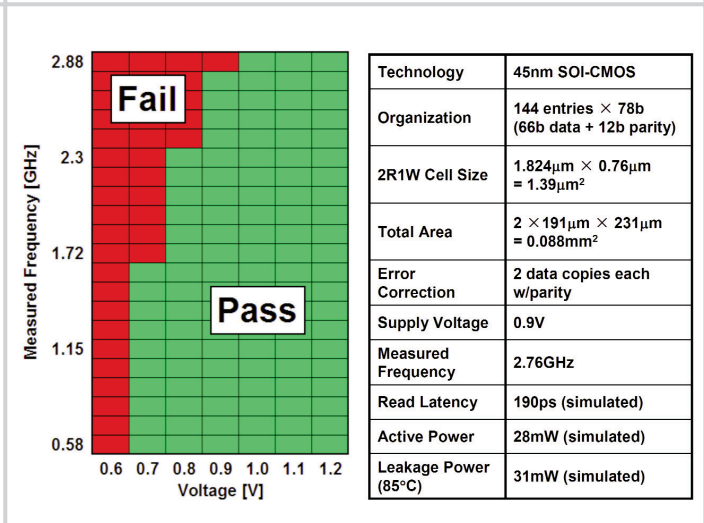 2.88
Fail
2.3
1.72
Pass
1.15
0.58
0.6 0.7 0.8 0.9 1.0 1.1 1.2
Voltage [V]
Measured Frequency [GHz]
Technology 45nm SOI-CMOS
Organization 144 entries × 78b
(66b data + 12b parity)
2R1W Cell Size 1.824μm × 0.76μm
= 1.39μm²
Total Area 2 ×191μm × 231μm
= 0.088mm²
Error 2 data copies each
Correction w/parity
Supply Voltage 0.9V
Measured
Frequency 2.76GHz
Read Latency 190ps (simulated)
Active Power 28mW (simulated)
Leakage Power 31mW (simulated)
(85°C)